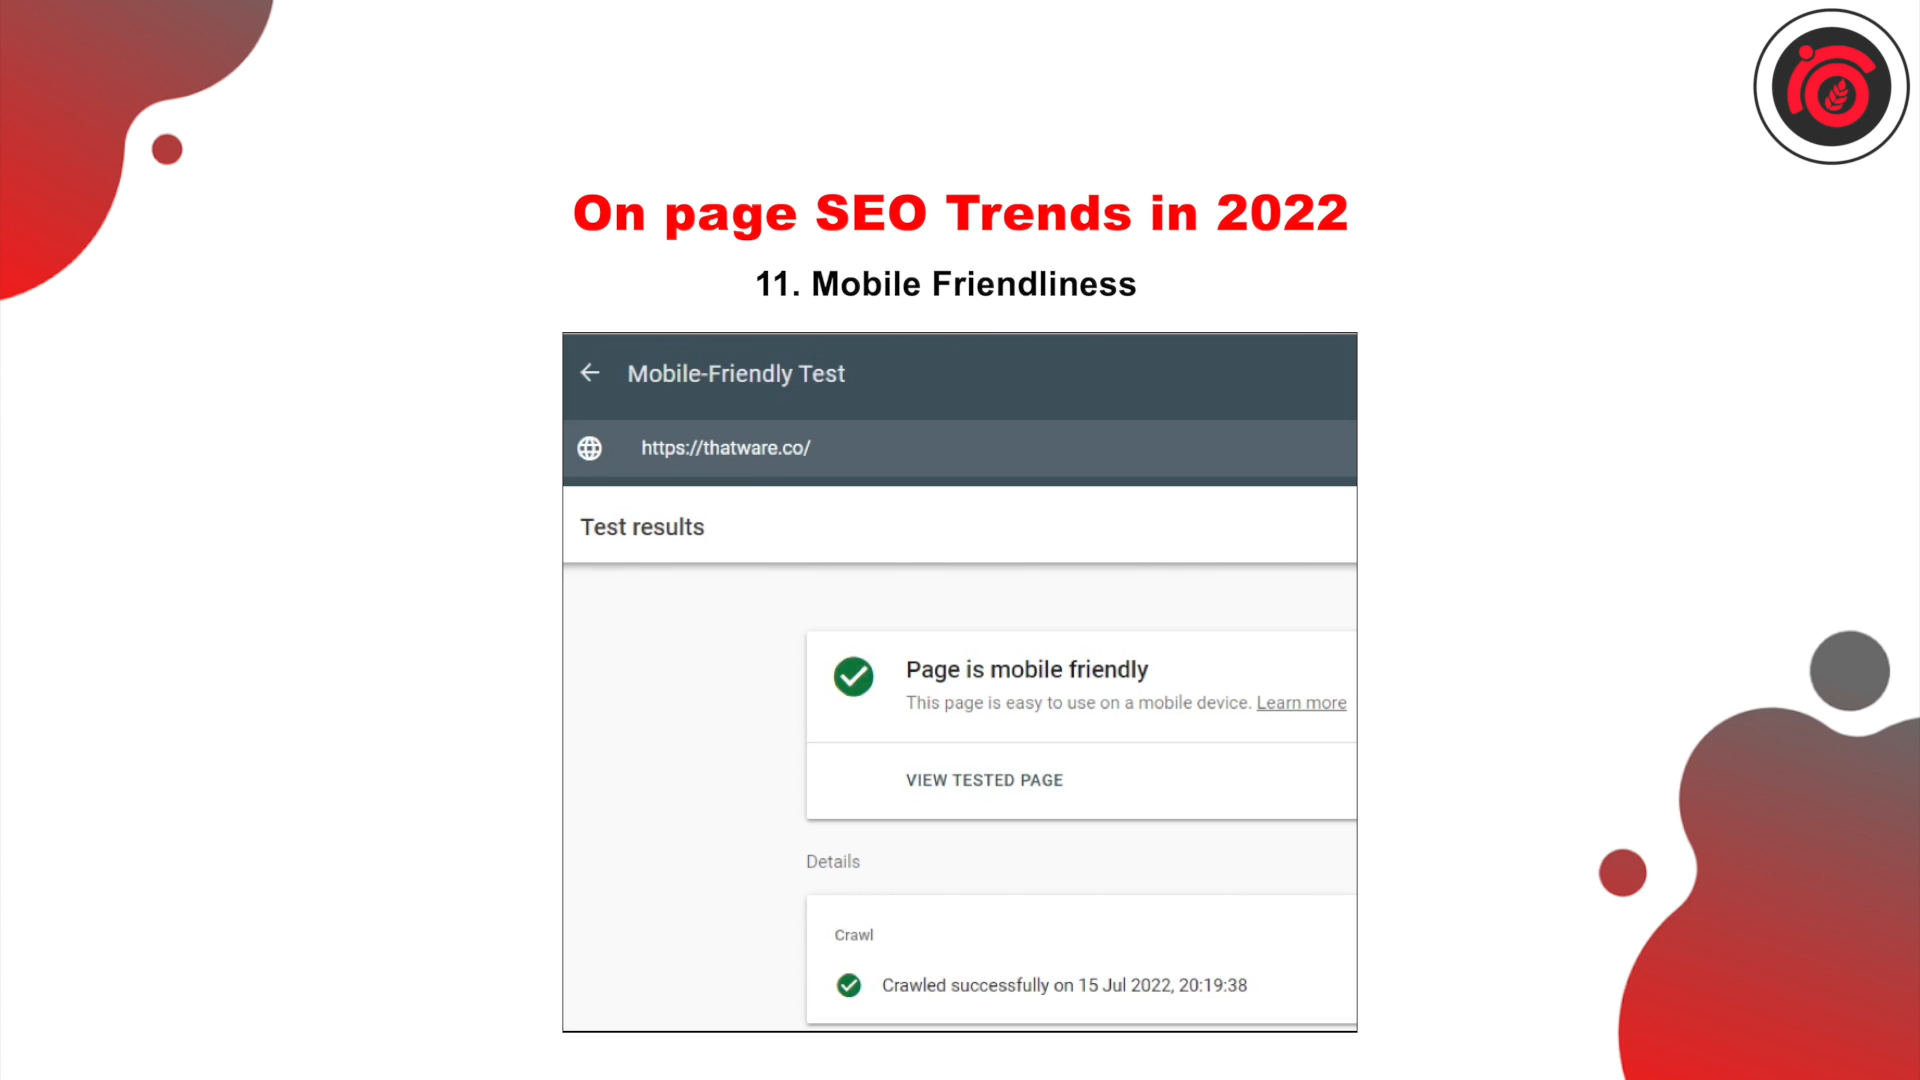 On page SEO Trends in 2022
11. Mobile Friendliness
Mobile-Friendly Test
https://thatware.co/
Test results
Page is mobile friendly
This page is easy to use on a mobile device. Learn more
VIEW TESTED PAGE
Details
Crawl
Crawled successfully on 15 Jul 2022, 20:19:38